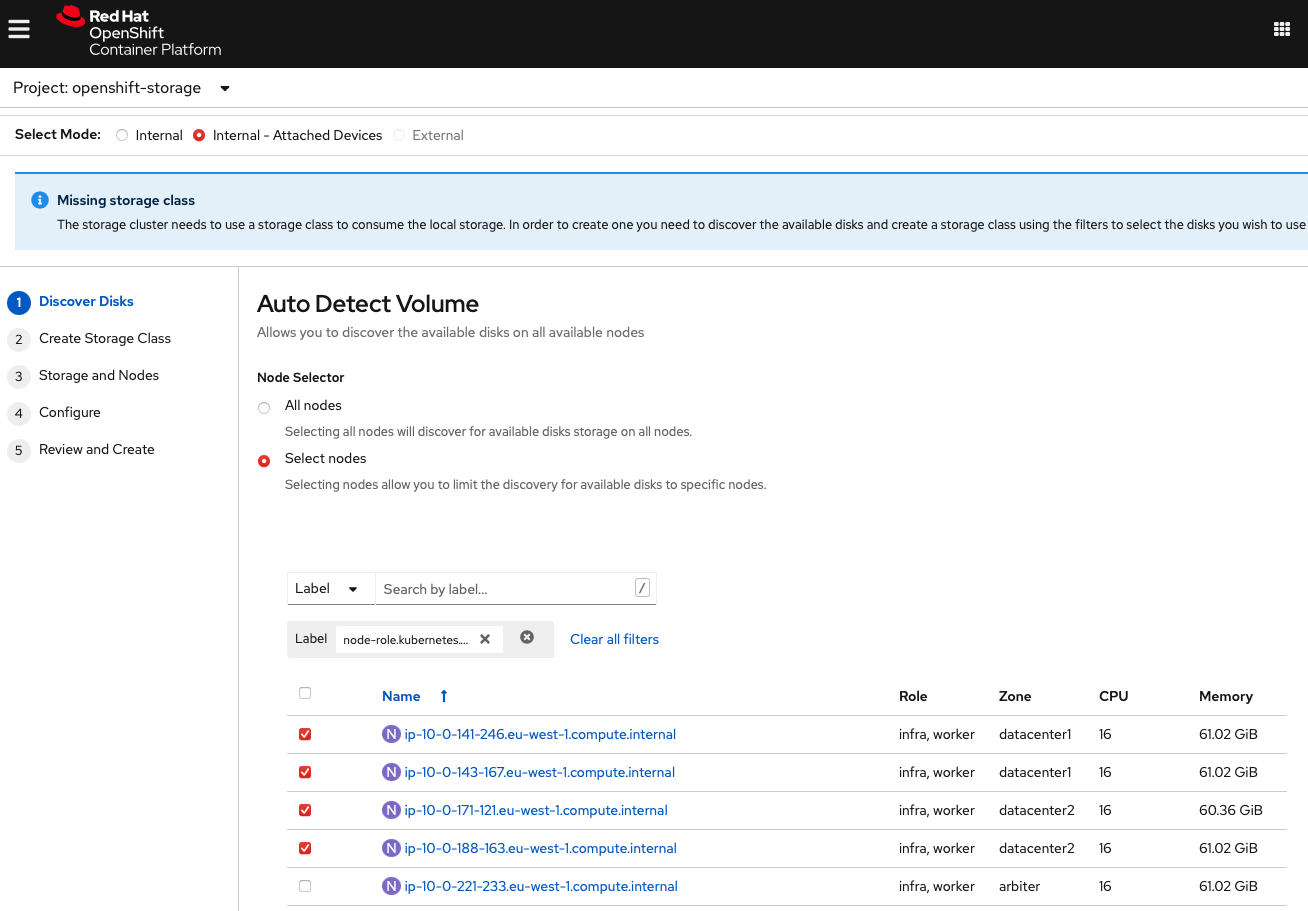 Red Hat
OpenShift
Container Platform
Project: openshift-storage
Select Mode: Internal Internal - Attached Devices External
Missing storage class
The storage cluster needs to use a storage class to consume the local storage. In order to create one you need to discover the available disks and create a storage class using the filters to select the disks you wish to use
1 Discover Disks
2 Create Storage Class
3 Storage and Nodes
4 Configure
5 Review and Create
Auto Detect Volume
Allows you to discover the available disks on all available nodes
Node Selector
All nodes
Selecting all nodes will discover for available disks storage on all nodes.
Select nodes
Selecting nodes allow you to limit the discovery for available disks to specific nodes.
Label Search by label... /
Label node-role.kubernetes.... Clear all filters
Name Role Zone CPU Memory
N ip-10-0-141-246.eu-west-1.compute.internal infra, worker datacenter1 16 61.02 GiB
N ip-10-0-143-167.eu-west-1.compute.internal infra, worker datacenter1 16 61.02 GiB
N ip-10-0-171-121.eu-west-1.compute.internal infra, worker datacenter2 16 60.36 GiB
N ip-10-0-188-163.eu-west-1.compute.internal infra, worker datacenter2 16 61.02 GiB
N ip-10-0-221-233.eu-west-1.compute.internal infra, worker arbiter 16 61.02 GiB